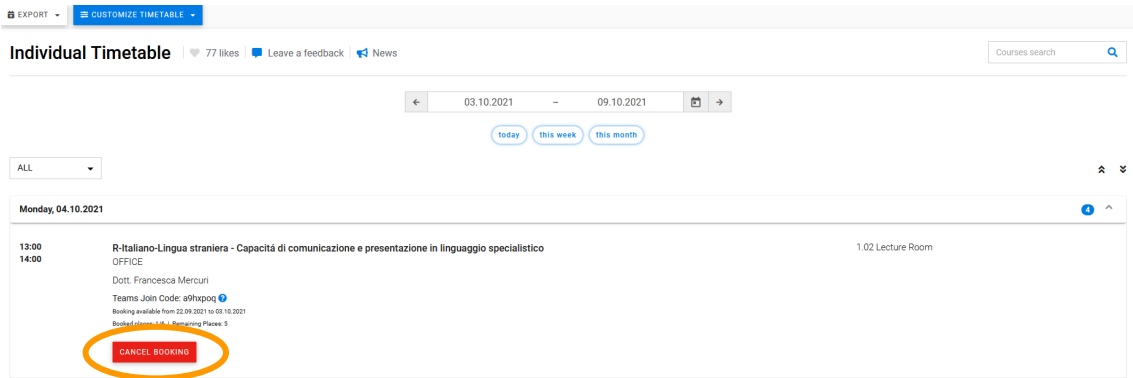 EXPORT
CUSTOMIZE TIMETABLE
Individual Timetable 77 likes Leave a feedback News
Courses search
03.10.2021 – 09.10.2021
today this week this month
ALL
Monday, 04.10.2021 4
13:00 R-Italiano-Lingua straniera - Capacitá di comunicazione e presentazione in linguaggio specialistico 1.02 Lecture Room
14:00 OFFICE
Dott. Francesca Mercuri
Teams Join Code: a9hxpoq ?
Booking available from 22.09.2021 to 03.10.2021
Booked places: 1/6 | Remaining Places: 5
CANCEL BOOKING